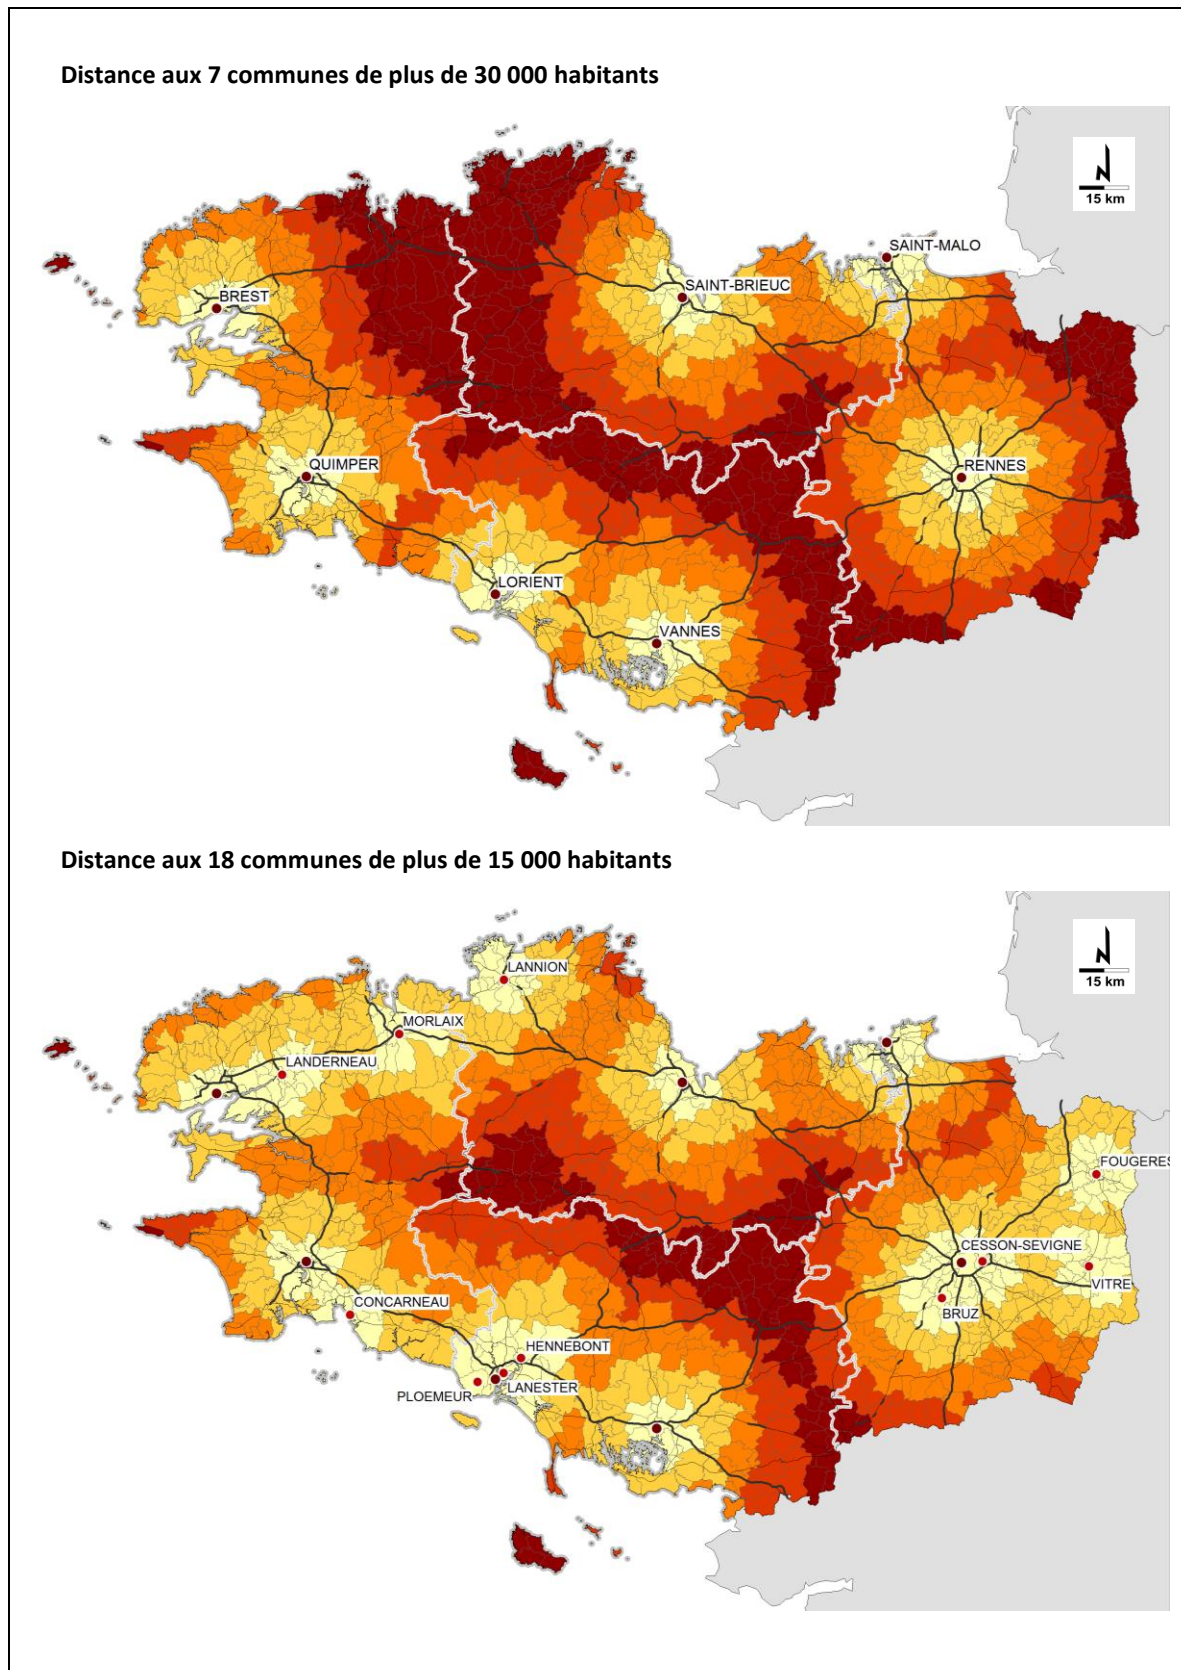 Distance aux 7 communes de plus de 30 000 habitants
N
15 km
SAINT-MALO
SAINT-BRIEUC
BREST
QUIMPER
RENNES
LORIENT
VANNES
Distance aux 18 communes de plus de 15 000 habitants
N
15 km
LANNION
MORLAIX
LANDERNEAU
FOUGERES
CESSON-SEVIGNE
VITRE
CONCARNEAU
BRUZ
HENNEBONT
LANESTER
PLOEMEUR